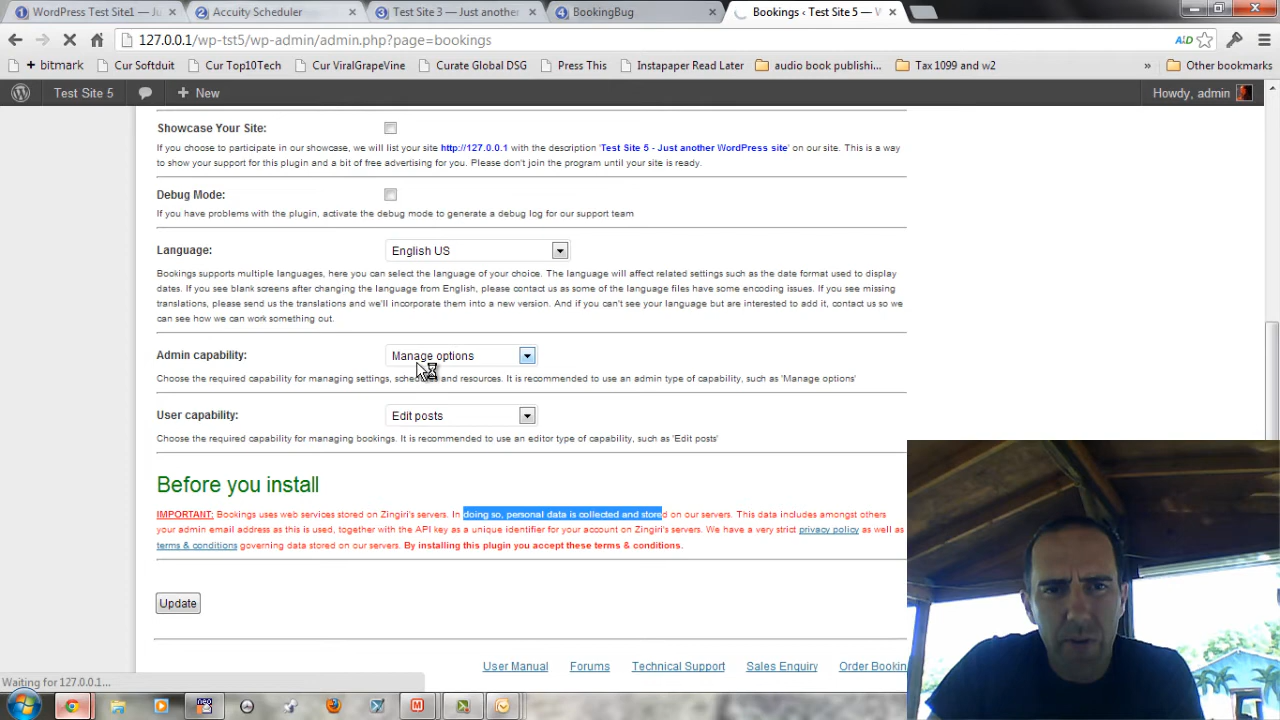 1 WordPress Test Site1 — Ju
2 Accuity Scheduler
3 Test Site 3 — Just anothe
4 BookingBug
Bookings ‹ Test Site 5 — W
127.0.0.1/wp-tst5/wp-admin/admin.php?page=bookings
+ bitmark
Cur Softduit
Cur Top10Tech
Cur ViralGrapeVine
Curate Global DSG
Press This
Instapaper Read Later
audio book publishi...
Tax 1099 and w2
»
Other bookmarks
Test Site 5
+ New
Howdy, admin
Showcase Your Site:
If you choose to participate in our showcase, we will list your site http://127.0.0.1 with the description 'Test Site 5 - Just another WordPress site' on our site. This is a way
to show your support for this plugin and a bit of free advertising for you. Please don't join the program until your site is ready.
Debug Mode:
If you have problems with the plugin, activate the debug mode to generate a debug log for our support team
Language:
English US
Bookings supports multiple languages, here you can select the language of your choice. The language will affect related settings such as the date format used to display
dates. If you see blank screens after changing the language from English, please contact us as some of the language files have some encoding issues. If you see missing
translations, please send us the translations and we'll incorporate them into a new version. And if you can't see your language but are interested to add it, contact us so we
can see how we can work something out.
Admin capability:
Manage options
Choose the required capability for managing settings, schedules and resources. It is recommended to use an admin type of capability, such as 'Manage options'
User capability:
Edit posts
Choose the required capability for managing bookings. It is recommended to use an editor type of capability, such as 'Edit posts'
Before you install
IMPORTANT: Bookings uses web services stored on Zingiri's servers. In doing so, personal data is collected and stored on our servers. This data includes amongst others
your admin email address as this is used, together with the API key as a unique identifier for your account on Zingiri's servers. We have a very strict privacy policy as well as
terms & conditions governing data stored on our servers. By installing this plugin you accept these terms & conditions.
Update
User Manual
Forums
Technical Support
Sales Enquiry
Order Bookin
Waiting for 127.0.0.1...